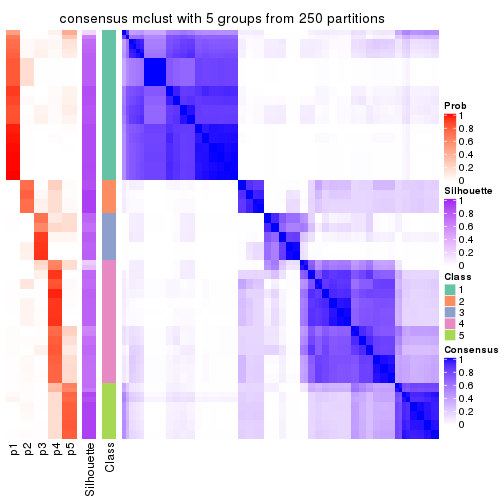 consensus mclust with 5 groups from 250 partitions
Prob
1
0.8
0.6
0.4
0.2
0
Silhouette
1
0.8
0.6
0.4
0.2
0
Class
1
2
3
4
5
Consensus
1
0.8
0.6
0.4
0.2
0
p1
p2
p3
p4
p5
Silhouette
Class